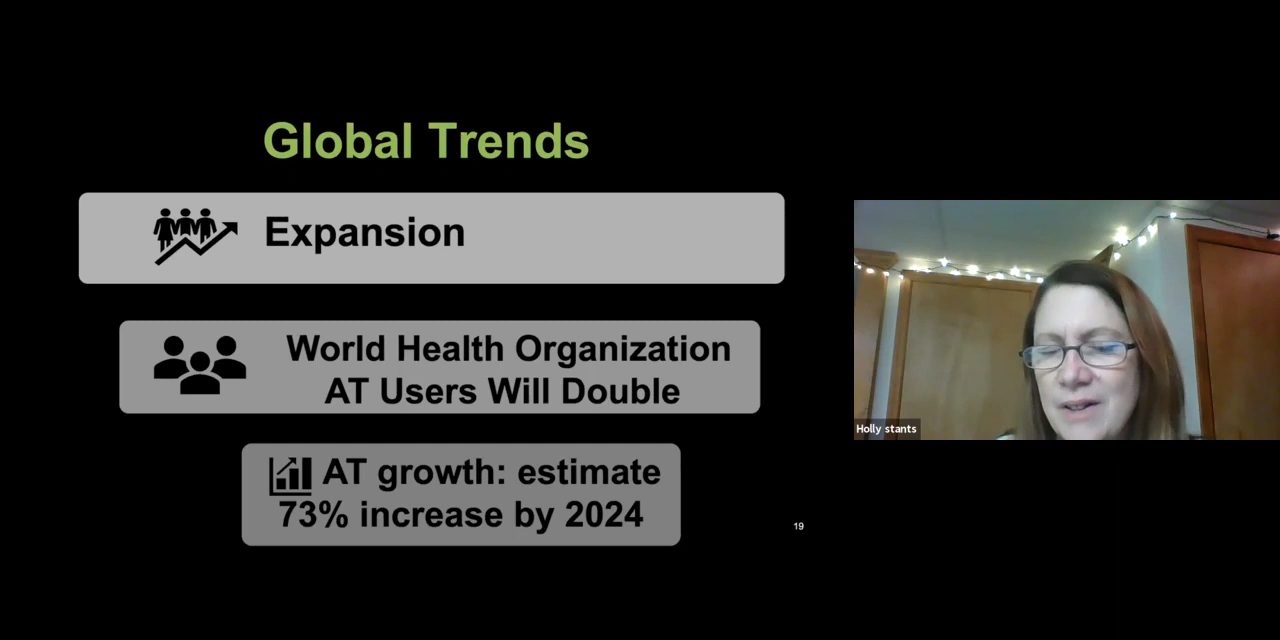 Global Trends
Expansion
World Health Organization
AT Users Will Double
AT growth: estimate
73% increase by 2024
19
Holly stants